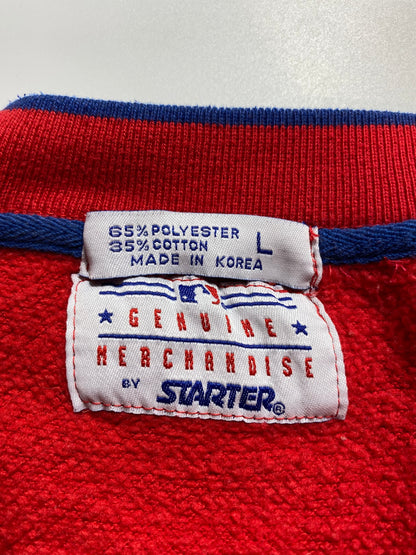 65% POLYESTER
35% COTTON L
MADE IN KOREA
GENUINE
MERCHANDISE
BY STARTER®